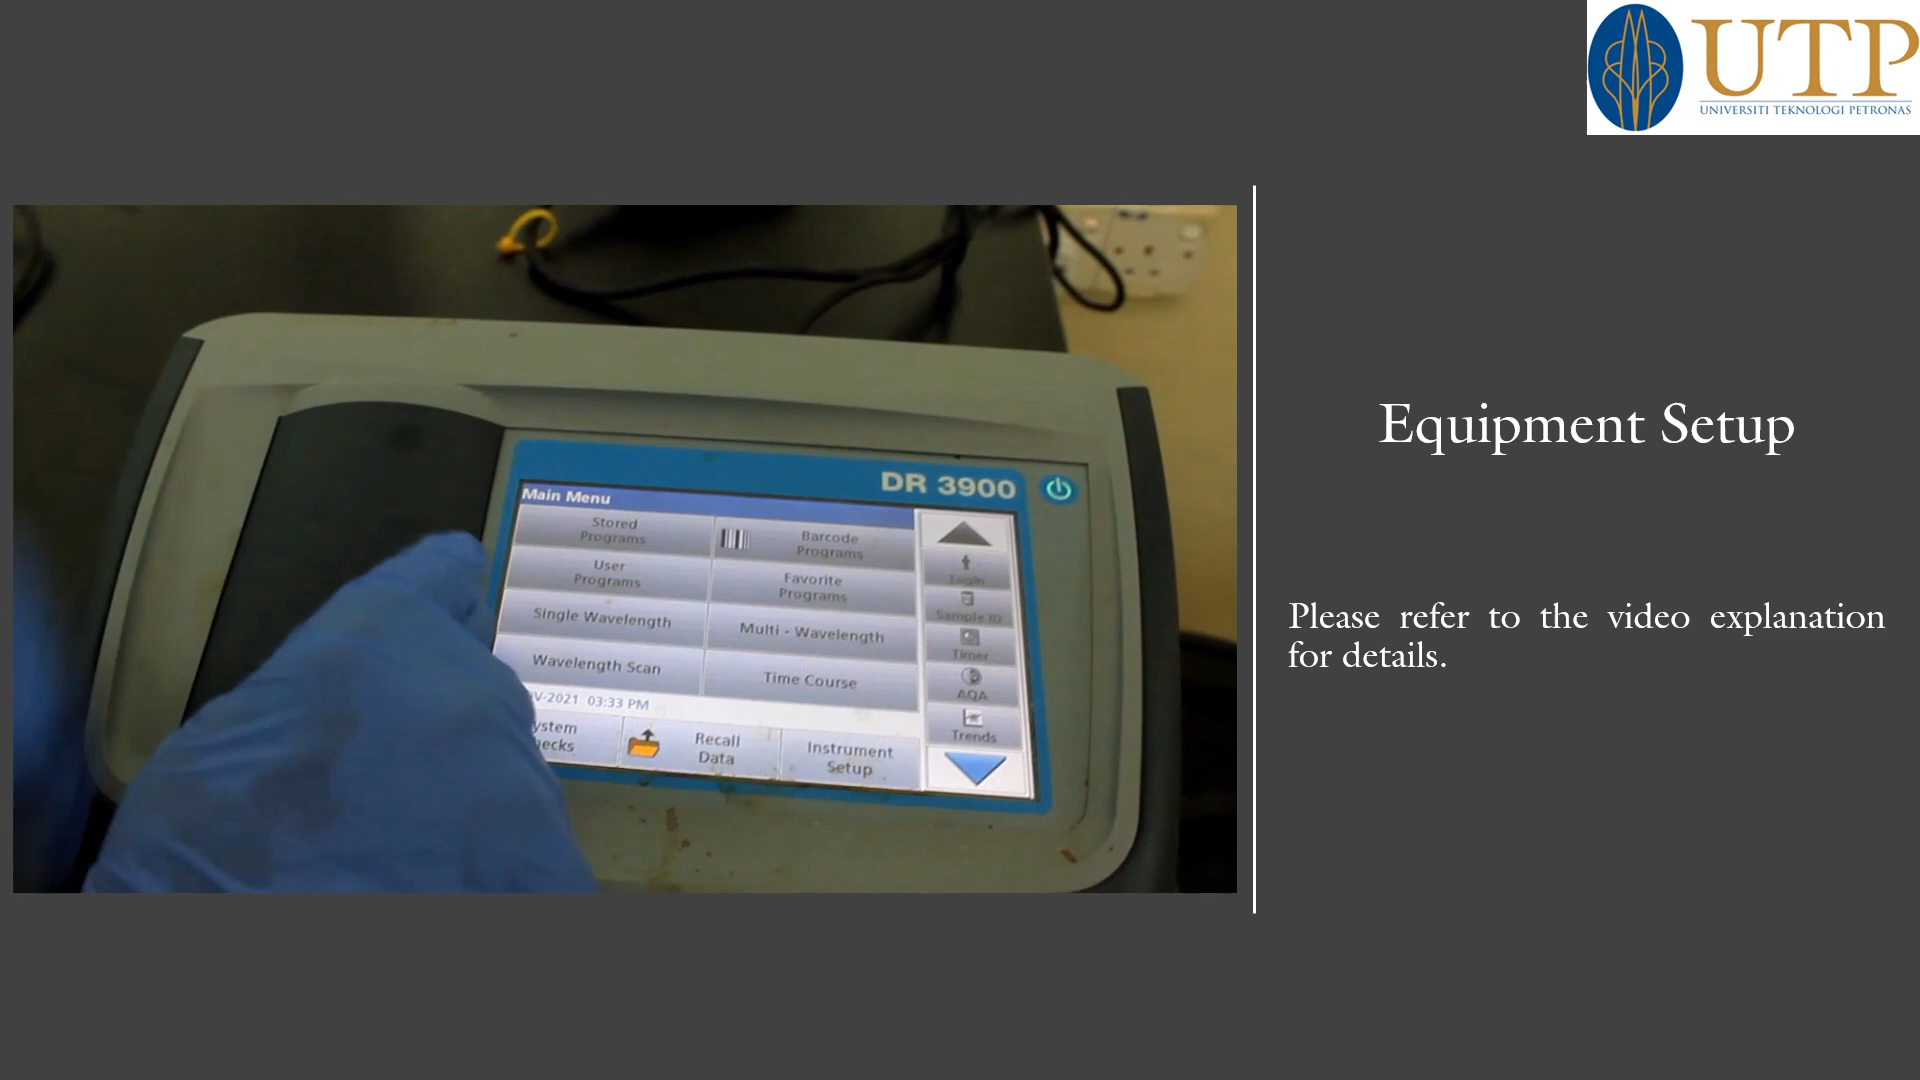 UTP
UNIVERSITI TEKNOLOGI PETRONAS
Equipment Setup
Please refer to the video explanation
for details.
DR 3900
Main Menu
Stored
Programs
Barcode
Programs
User
Programs
Favorite
Programs
Single Wavelength
Multi - Wavelength
Wavelength Scan
Time Course
V-2021 03:33 PM
ystem
hecks
Recall
Data
Instrument
Setup
Login
Sample ID
Timer
AQA
Trends